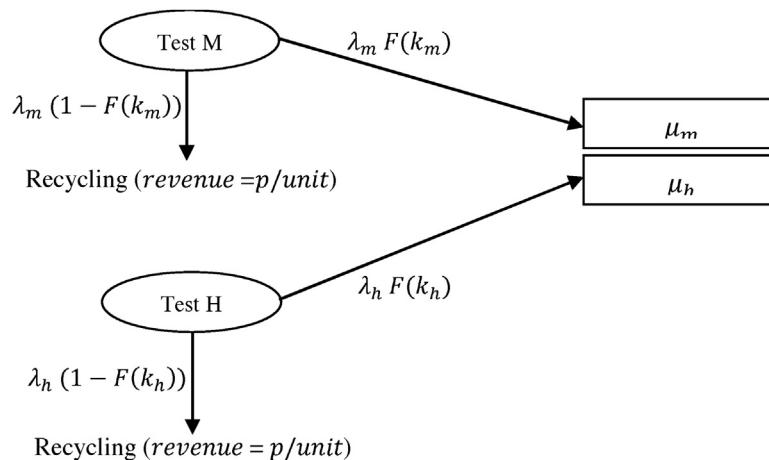 Test M
λ_m F(k_m)
λ_m (1 − F(k_m))
μ_m
Recycling (revenue =p/unit)
μ_h
λ_h F(k_h)
Test H
λ_h (1 − F(k_h))
Recycling (revenue = p/unit)